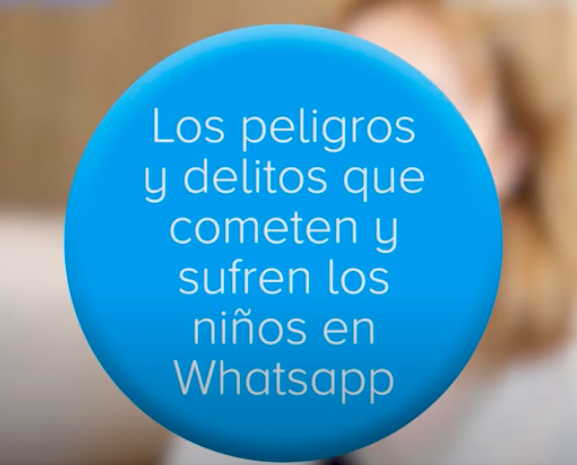 Los peligros
y delitos que
cometen y
sufren los
niños en
Whatsapp